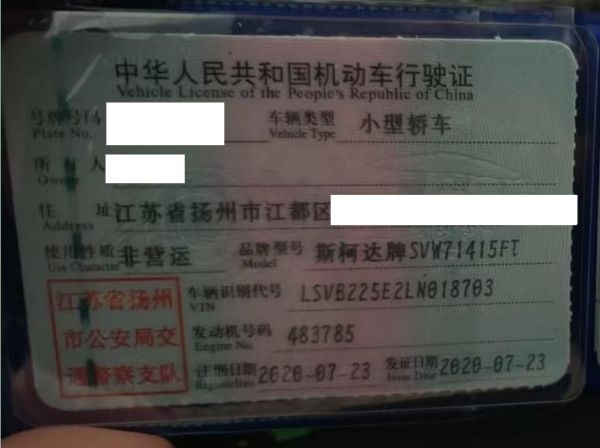 中华人民共和国机动车行驶证
Vehicle License of the People's Republic of China
号牌号码 车辆类型 小型轿车
Plate No. Vehicle Type
所有人
Owner
住址 江苏省扬州市江都区
Address
使用性质 非营运 品牌型号 斯柯达牌SVW71415FT
Use Character Model
江苏省扬州市公安局交通警察支队
车辆识别代号 LSVB225E2LN018703
VIN
发动机号码 483785
Engine No.
注册日期 2020-07-23 发证日期 2020-07-23
Register Date Issue Date